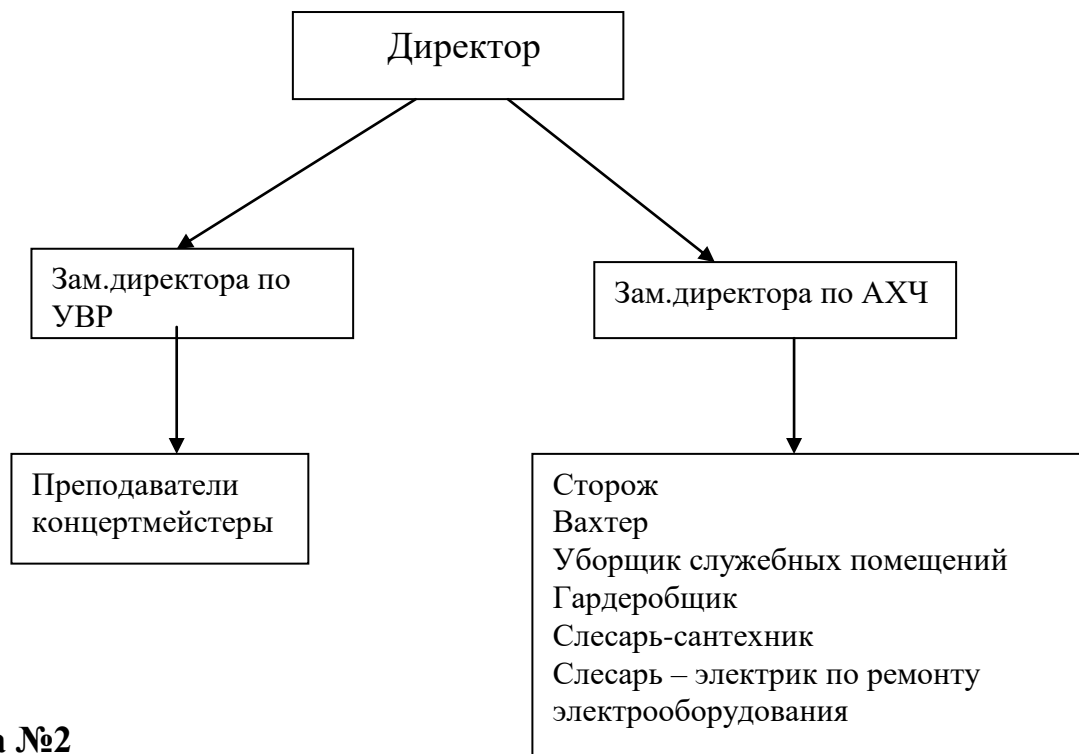 Директор
Зам.директора по
УВР
Зам.директора по АХЧ
Преподаватели
концертмейстеры
Сторож
Вахтер
Уборщик служебных помещений
Гардеробщик
Слесарь-сантехник
Слесарь – электрик по ремонту
электрооборудования
№2